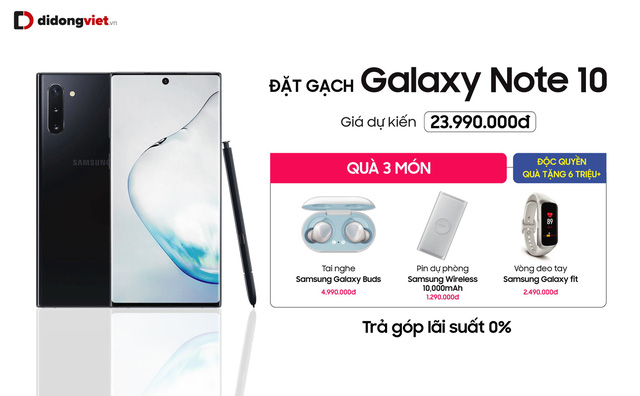 didongviet.vn
ĐẶT GẠCH Galaxy Note 10
Giá dự kiến 23.990.000đ
SAMSUNG
QUÀ 3 MÓN
ĐỘC QUYỀN
QUÀ TẶNG 6 TRIỆU+
Tai nghe
Samsung Galaxy Buds
4.990.000đ
Pin dự phòng
Samsung Wireless
10,000mAh
1.290.000đ
Vòng đeo tay
Samsung Galaxy fit
2.490.000đ
Trả góp lãi suất 0%